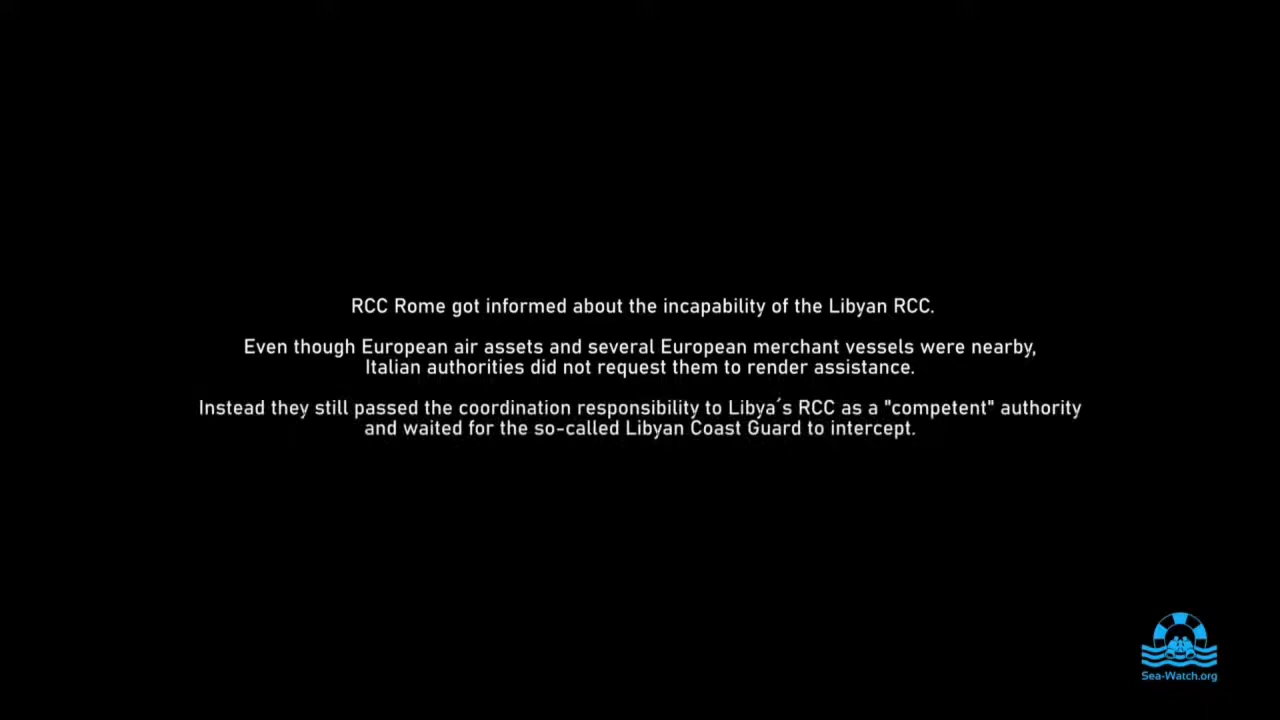 RCC Rome got informed about the incapability of the Libyan RCC.
Even though European air assets and several European merchant vessels were nearby,
Italian authorities did not request them to render assistance.
Instead they still passed the coordination responsibility to Libya´s RCC as a "competent" authority
and waited for the so-called Libyan Coast Guard to intercept.
Sea-Watch.org